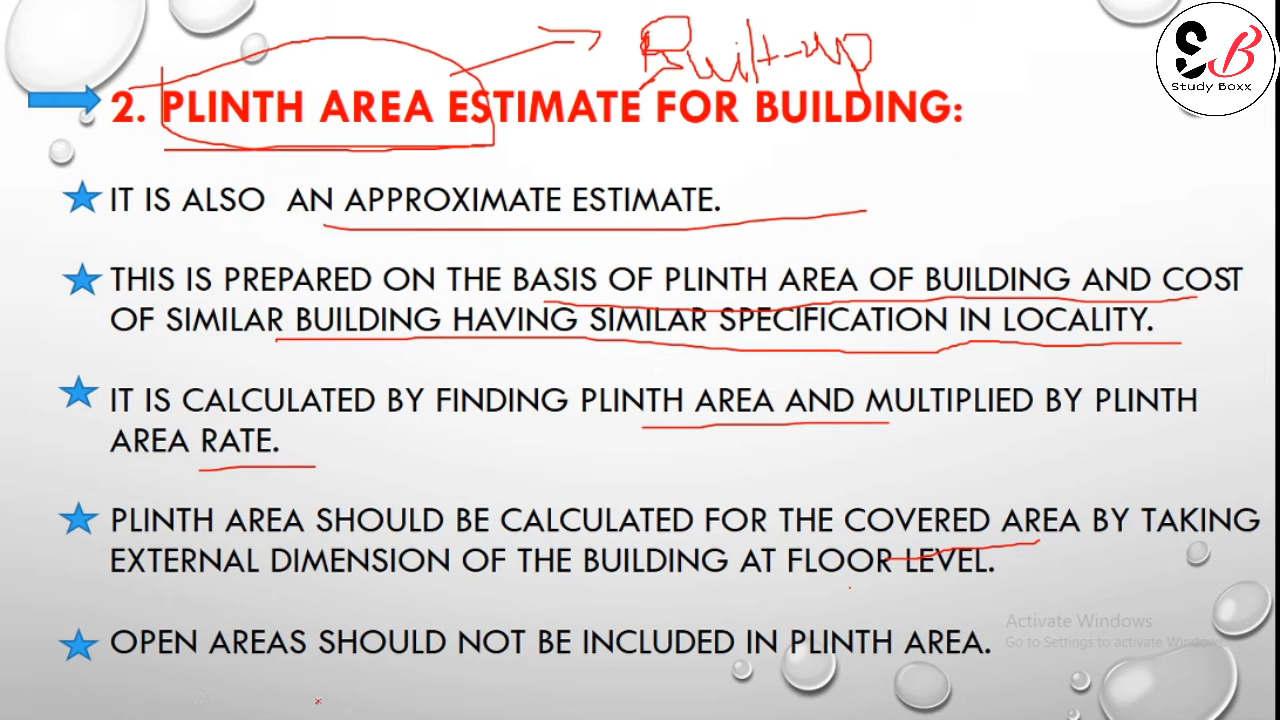 Built-up
SB
Study Boxx
2. PLINTH AREA ESTIMATE FOR BUILDING:
IT IS ALSO AN APPROXIMATE ESTIMATE.
THIS IS PREPARED ON THE BASIS OF PLINTH AREA OF BUILDING AND COST
OF SIMILAR BUILDING HAVING SIMILAR SPECIFICATION IN LOCALITY.
IT IS CALCULATED BY FINDING PLINTH AREA AND MULTIPLIED BY PLINTH
AREA RATE.
PLINTH AREA SHOULD BE CALCULATED FOR THE COVERED AREA BY TAKING
EXTERNAL DIMENSION OF THE BUILDING AT FLOOR LEVEL.
Activate Windows
Go to Settings to activate Windows.
OPEN AREAS SHOULD NOT BE INCLUDED IN PLINTH AREA.